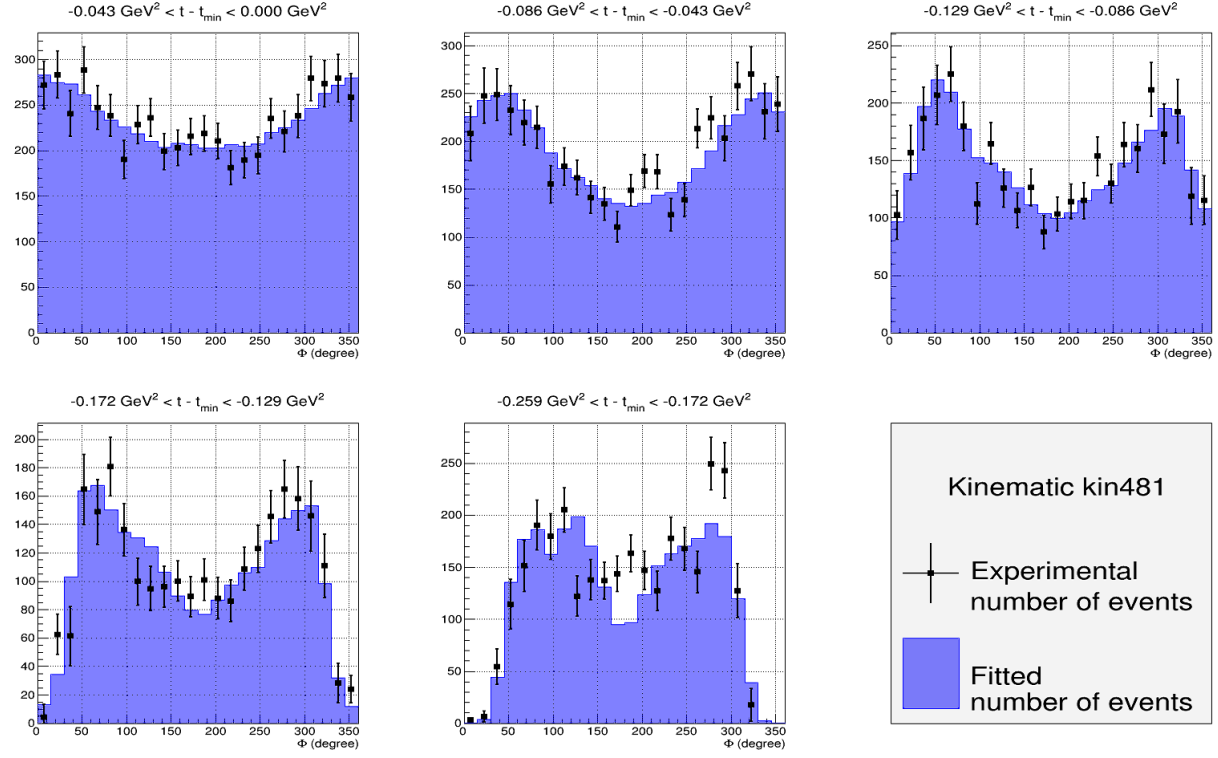 -0.043 GeV² < t - tmin < 0.000 GeV²
300
250
200
150
100
50
0
0 50 100 150 200 250 300 350
Φ (degree)
-0.086 GeV² < t - tmin < -0.043 GeV²
300
250
200
150
100
50
0
0 50 100 150 200 250 300 350
Φ (degree)
-0.129 GeV² < t - tmin < -0.086 GeV²
250
200
150
100
50
0
0 50 100 150 200 250 300 350
Φ (degree)
-0.172 GeV² < t - tmin < -0.129 GeV²
200
180
160
140
120
100
80
60
40
20
0
0 50 100 150 200 250 300 350
Φ (degree)
-0.259 GeV² < t - tmin < -0.172 GeV²
250
200
150
100
50
0
0 50 100 150 200 250 300 350
Φ (degree)
Kinematic kin481
Experimental
number of events
Fitted
number of events